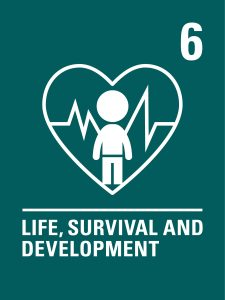 6
LIFE, SURVIVAL AND
DEVELOPMENT